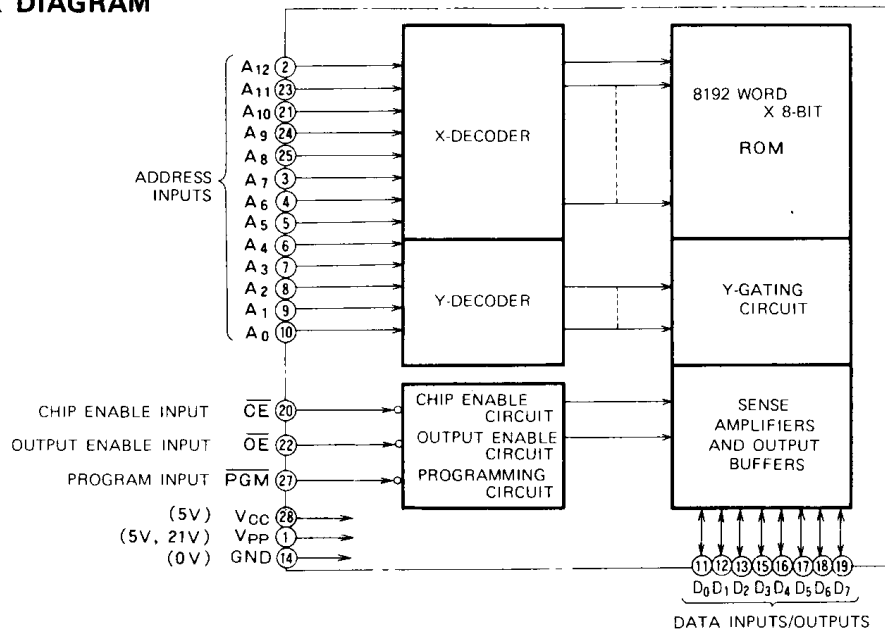 DIAGRAM
ADDRESS
INPUTS
A12 2
A11 23
A10 21
A9 24
A8 25
A7 3
A6 4
A5 5
A4 6
A3 7
A2 8
A1 9
A0 10
X-DECODER
Y-DECODER
8192 WORD
X 8-BIT
ROM
Y-GATING
CIRCUIT
SENSE
AMPLIFIERS
AND OUTPUT
BUFFERS
CHIP ENABLE INPUT CE 20
OUTPUT ENABLE INPUT OE 22
PROGRAM INPUT PGM 27
CHIP ENABLE
CIRCUIT
OUTPUT ENABLE
CIRCUIT
PROGRAMMING
CIRCUIT
(5V) VCC 28
(5V, 21V) VPP 1
(0V) GND 14
11 12 13 15 16 17 18 19
D0 D1 D2 D3 D4 D5 D6 D7
DATA INPUTS/OUTPUTS